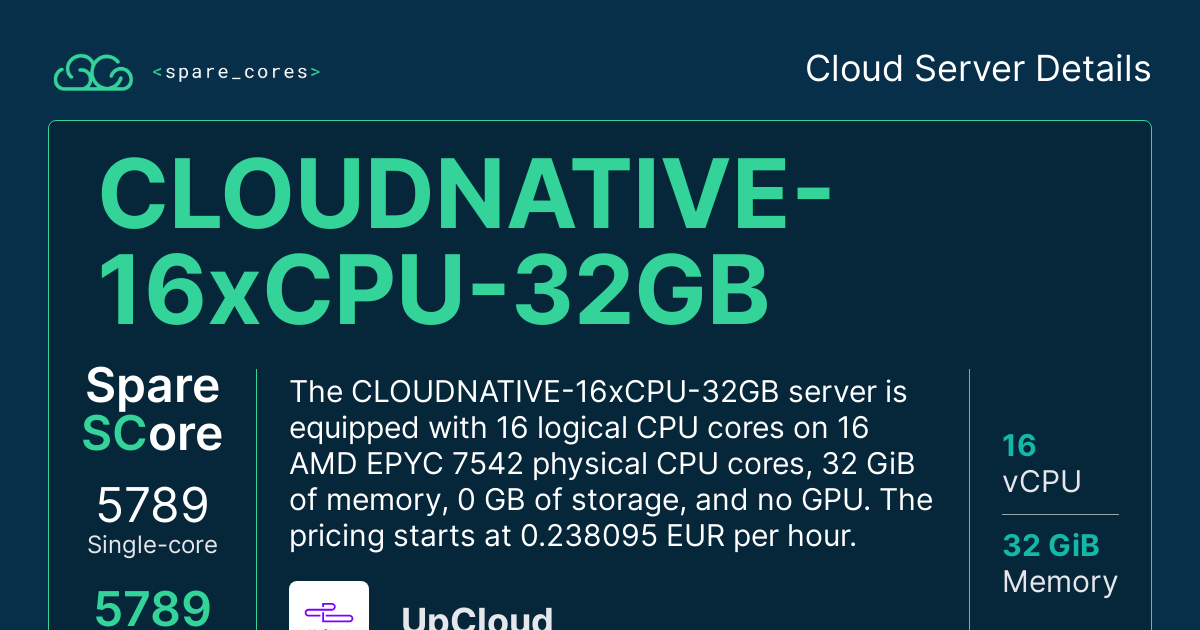 <spare_cores>
Cloud Server Details
CLOUDNATIVE-
16xCPU-32GB
Spare
SCore
5789
Single-core
5789
The CLOUDNATIVE-16xCPU-32GB server is
equipped with 16 logical CPU cores on 16
AMD EPYC 7542 physical CPU cores, 32 GiB
of memory, 0 GB of storage, and no GPU. The
pricing starts at 0.238095 EUR per hour.
UpCloud
16
vCPU
32 GiB
Memory